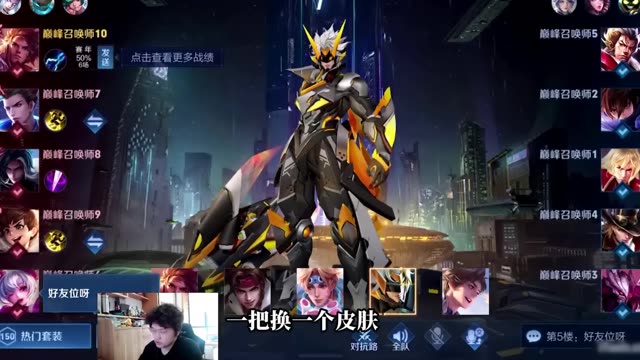 巅峰召唤师10
赛年
50%
6场
发送
点击查看更多战绩
巅峰召唤师7
巅峰召唤师8
巅峰召唤师9
好友位呀
150
热门套装
巅峰召唤师5
巅峰召唤师2
巅峰召唤师1
巅峰召唤师4
巅峰召唤师3
一把换一个皮肤
对抗路
全队
第5楼：好友位呀